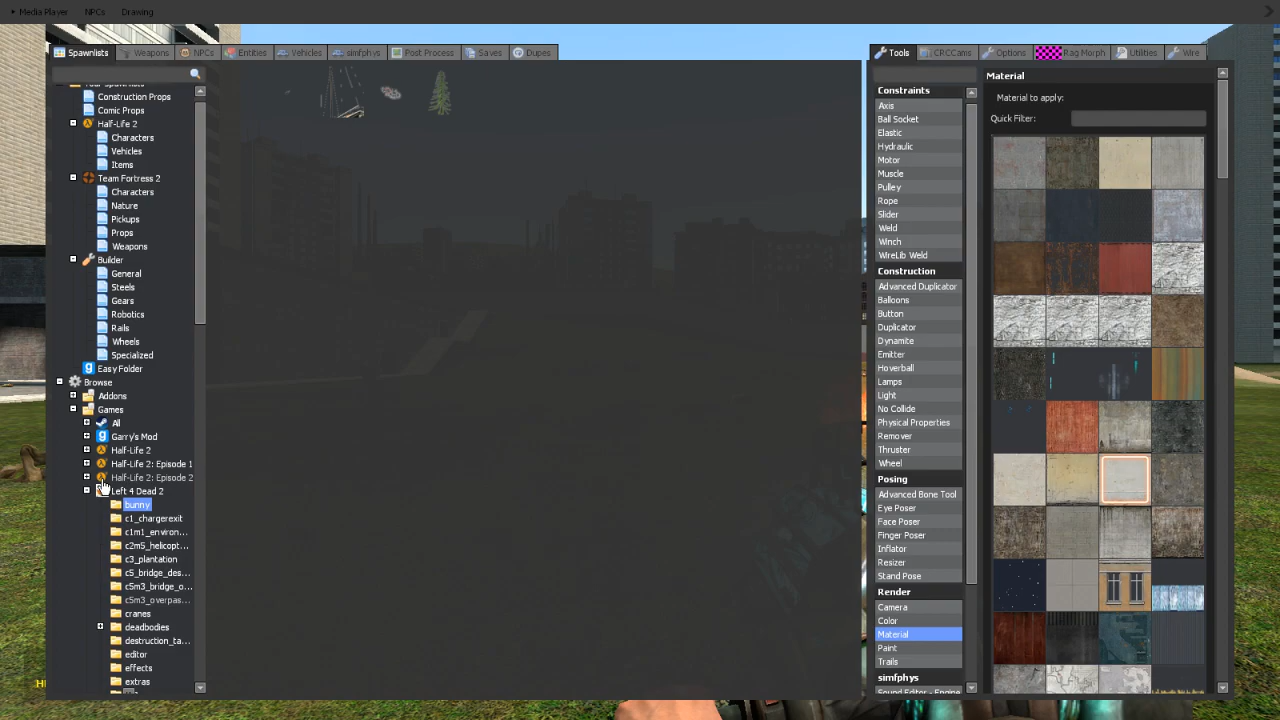 Media Player NPCs Drawing
Spawnlists Weapons NPCs Entities Vehicles simfphys Post Process Saves Dupes
Construction Props
Comic Props
Half-Life 2
Characters
Vehicles
Items
Team Fortress 2
Characters
Nature
Pickups
Props
Weapons
Builder
General
Steels
Gears
Robotics
Rails
Wheels
Specialized
Easy Folder
Browse
Addons
Games
All
Garry's Mod
Half-Life 2
Half-Life 2: Episode 1
Half-Life 2: Episode 2
Left 4 Dead 2
bunny
c1_chargerexit
c1m1_environ...
c2m5_helicopt...
c3_plantation
c5_bridge_des...
c5m3_bridge_o...
c5m3_overpas...
cranes
deadbodies
destruction_ta...
editor
effects
extras
Tools CRCCams Options Rag Morph Utilities Wire
Constraints
Axis
Ball Socket
Elastic
Hydraulic
Motor
Muscle
Pulley
Rope
Slider
Weld
Winch
WireLib Weld
Construction
Advanced Duplicator
Balloons
Button
Duplicator
Dynamite
Emitter
Hoverball
Lamps
Light
No Collide
Physical Properties
Remover
Thruster
Wheel
Posing
Advanced Bone Tool
Eye Poser
Face Poser
Finger Poser
Inflator
Resizer
Stand Pose
Render
Camera
Color
Material
Paint
Trails
simfphys
Sound Editor - Engine
Material
Material to apply:
Quick Filter: